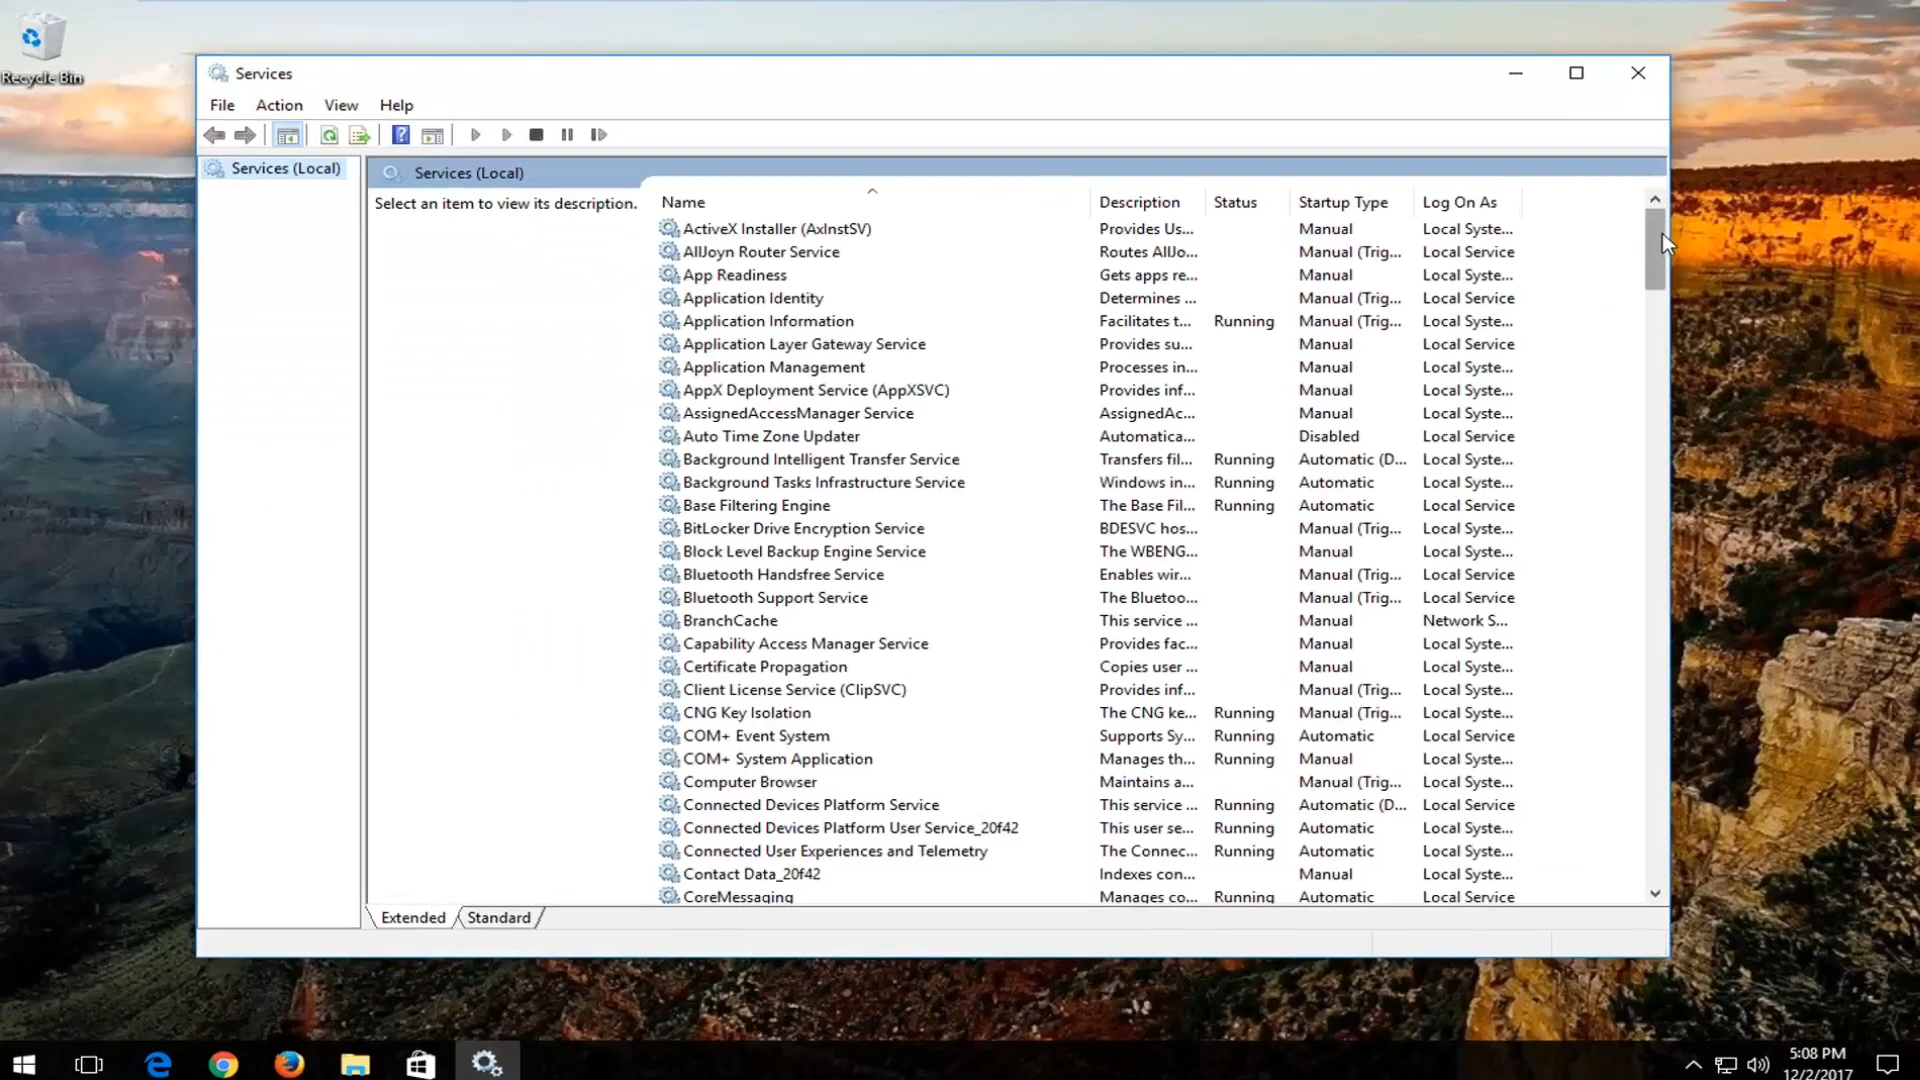 Recycle Bin
Services
File Action View Help
Services (Local)
Services (Local)
Select an item to view its description.
Name Description Status Startup Type Log On As
ActiveX Installer (AxInstSV) Provides Us... Manual Local Syste...
AllJoyn Router Service Routes AllJo... Manual (Trig... Local Service
App Readiness Gets apps re... Manual Local Syste...
Application Identity Determines ... Manual (Trig... Local Service
Application Information Facilitates t... Running Manual (Trig... Local Syste...
Application Layer Gateway Service Provides su... Manual Local Service
Application Management Processes in... Manual Local Syste...
AppX Deployment Service (AppXSVC) Provides inf... Manual Local Syste...
AssignedAccessManager Service AssignedAc... Manual Local Syste...
Auto Time Zone Updater Automatica... Disabled Local Service
Background Intelligent Transfer Service Transfers fil... Running Automatic (D... Local Syste...
Background Tasks Infrastructure Service Windows in... Running Automatic Local Syste...
Base Filtering Engine The Base Fil... Running Automatic Local Service
BitLocker Drive Encryption Service BDESVC hos... Manual (Trig... Local Syste...
Block Level Backup Engine Service The WBENG... Manual Local Syste...
Bluetooth Handsfree Service Enables wir... Manual (Trig... Local Service
Bluetooth Support Service The Bluetoo... Manual (Trig... Local Service
BranchCache This service ... Manual Network S...
Capability Access Manager Service Provides fac... Manual Local Syste...
Certificate Propagation Copies user ... Manual Local Syste...
Client License Service (ClipSVC) Provides inf... Manual (Trig... Local Syste...
CNG Key Isolation The CNG ke... Running Manual (Trig... Local Syste...
COM+ Event System Supports Sy... Running Automatic Local Service
COM+ System Application Manages th... Running Manual Local Syste...
Computer Browser Maintains a... Manual (Trig... Local Syste...
Connected Devices Platform Service This service ... Running Automatic (D... Local Service
Connected Devices Platform User Service_20f42 This user se... Running Automatic Local Syste...
Connected User Experiences and Telemetry The Connec... Running Automatic Local Syste...
Contact Data_20f42 Indexes con... Manual Local Syste...
CoreMessaging Manages co... Running Automatic Local Service
Extended Standard
5:08 PM
12/2/2017